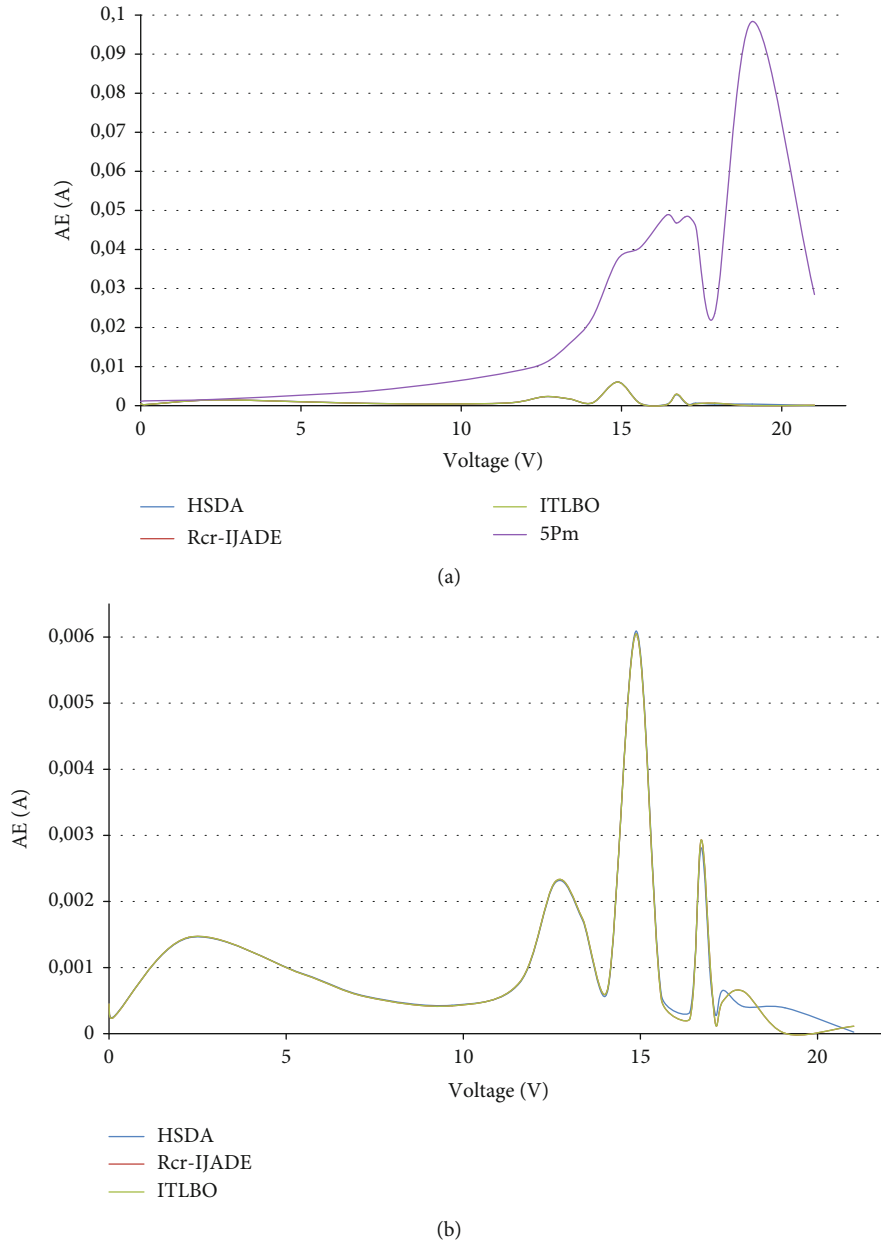 0,1
0,09
0,08
0,07
0,06
0,05
0,04
0,03
0,02
0,01
0
AE (A)
0 5 10 15 20
Voltage (V)
HSDA ITLBO
Rcr-IJADE 5Pm
(a)
0,006
0,005
0,004
0,003
0,002
0,001
0
AE (A)
0 5 10 15 20
Voltage (V)
HSDA
Rcr-IJADE
ITLBO
(b)